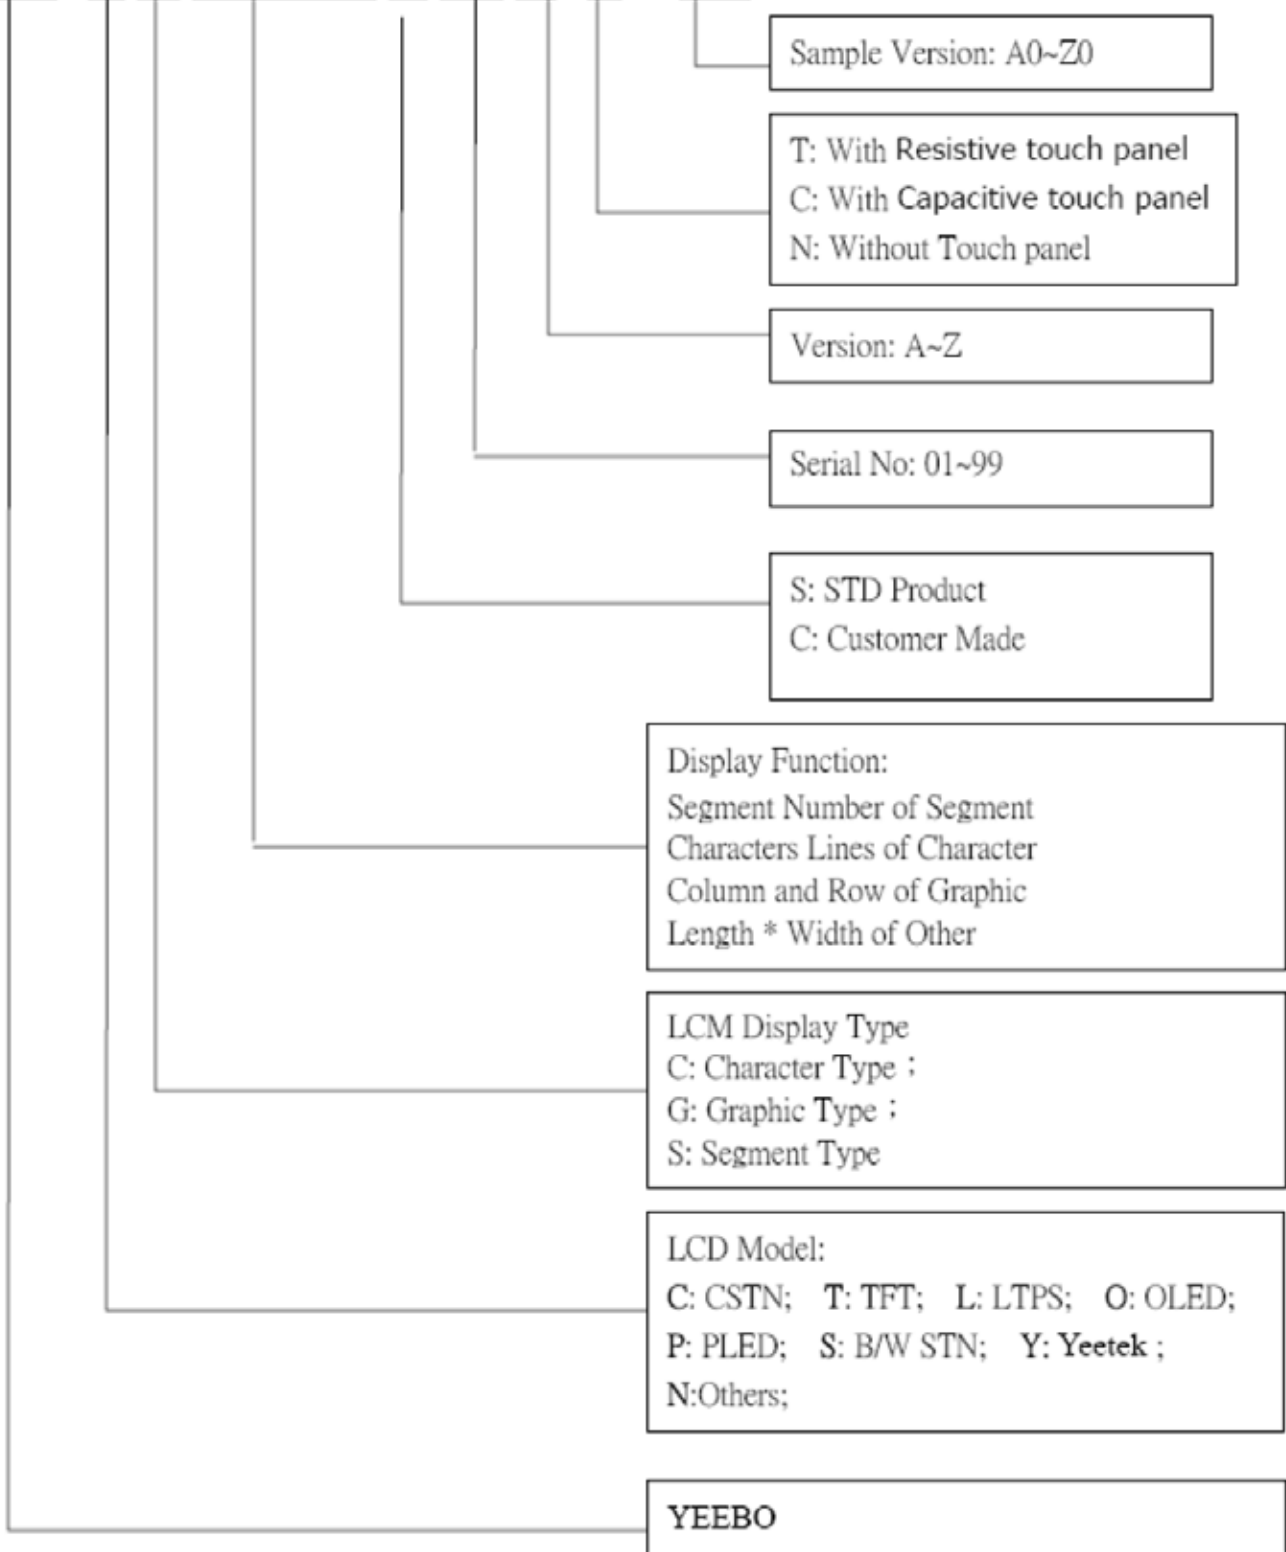 Sample Version: A0~Z0
T: With Resistive touch panel
C: With Capacitive touch panel
N: Without Touch panel
Version: A~Z
Serial No: 01~99
S: STD Product
C: Customer Made
Display Function:
Segment Number of Segment
Characters Lines of Character
Column and Row of Graphic
Length * Width of Other
LCM Display Type
C: Character Type；
G: Graphic Type；
S: Segment Type
LCD Model:
C: CSTN; T: TFT; L: LTPS; O: OLED;
P: PLED; S: B/W STN; Y: Yeetek ;
N:Others;
YEEBO